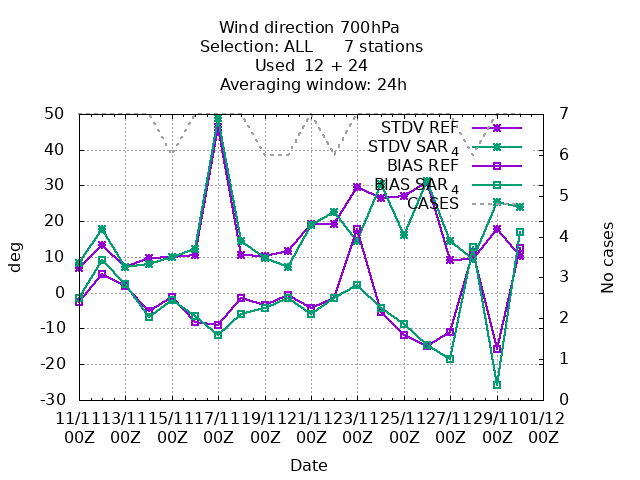 Wind direction 700hPa
Selection: ALL 7 stations
Used 12 + 24
Averaging window: 24h
STDV REF
STDV SAR 4
BIAS REF
BIAS SAR 4
CASES
50
40
30
20
10
0
-10
-20
-30
7
6
5
4
3
2
1
0
deg
No cases
11/11 13/11 15/11 17/11 19/11 21/11 23/11 25/11 27/11 29/11 01/12
00Z 00Z 00Z 00Z 00Z 00Z 00Z 00Z 00Z 00Z 00Z
Date